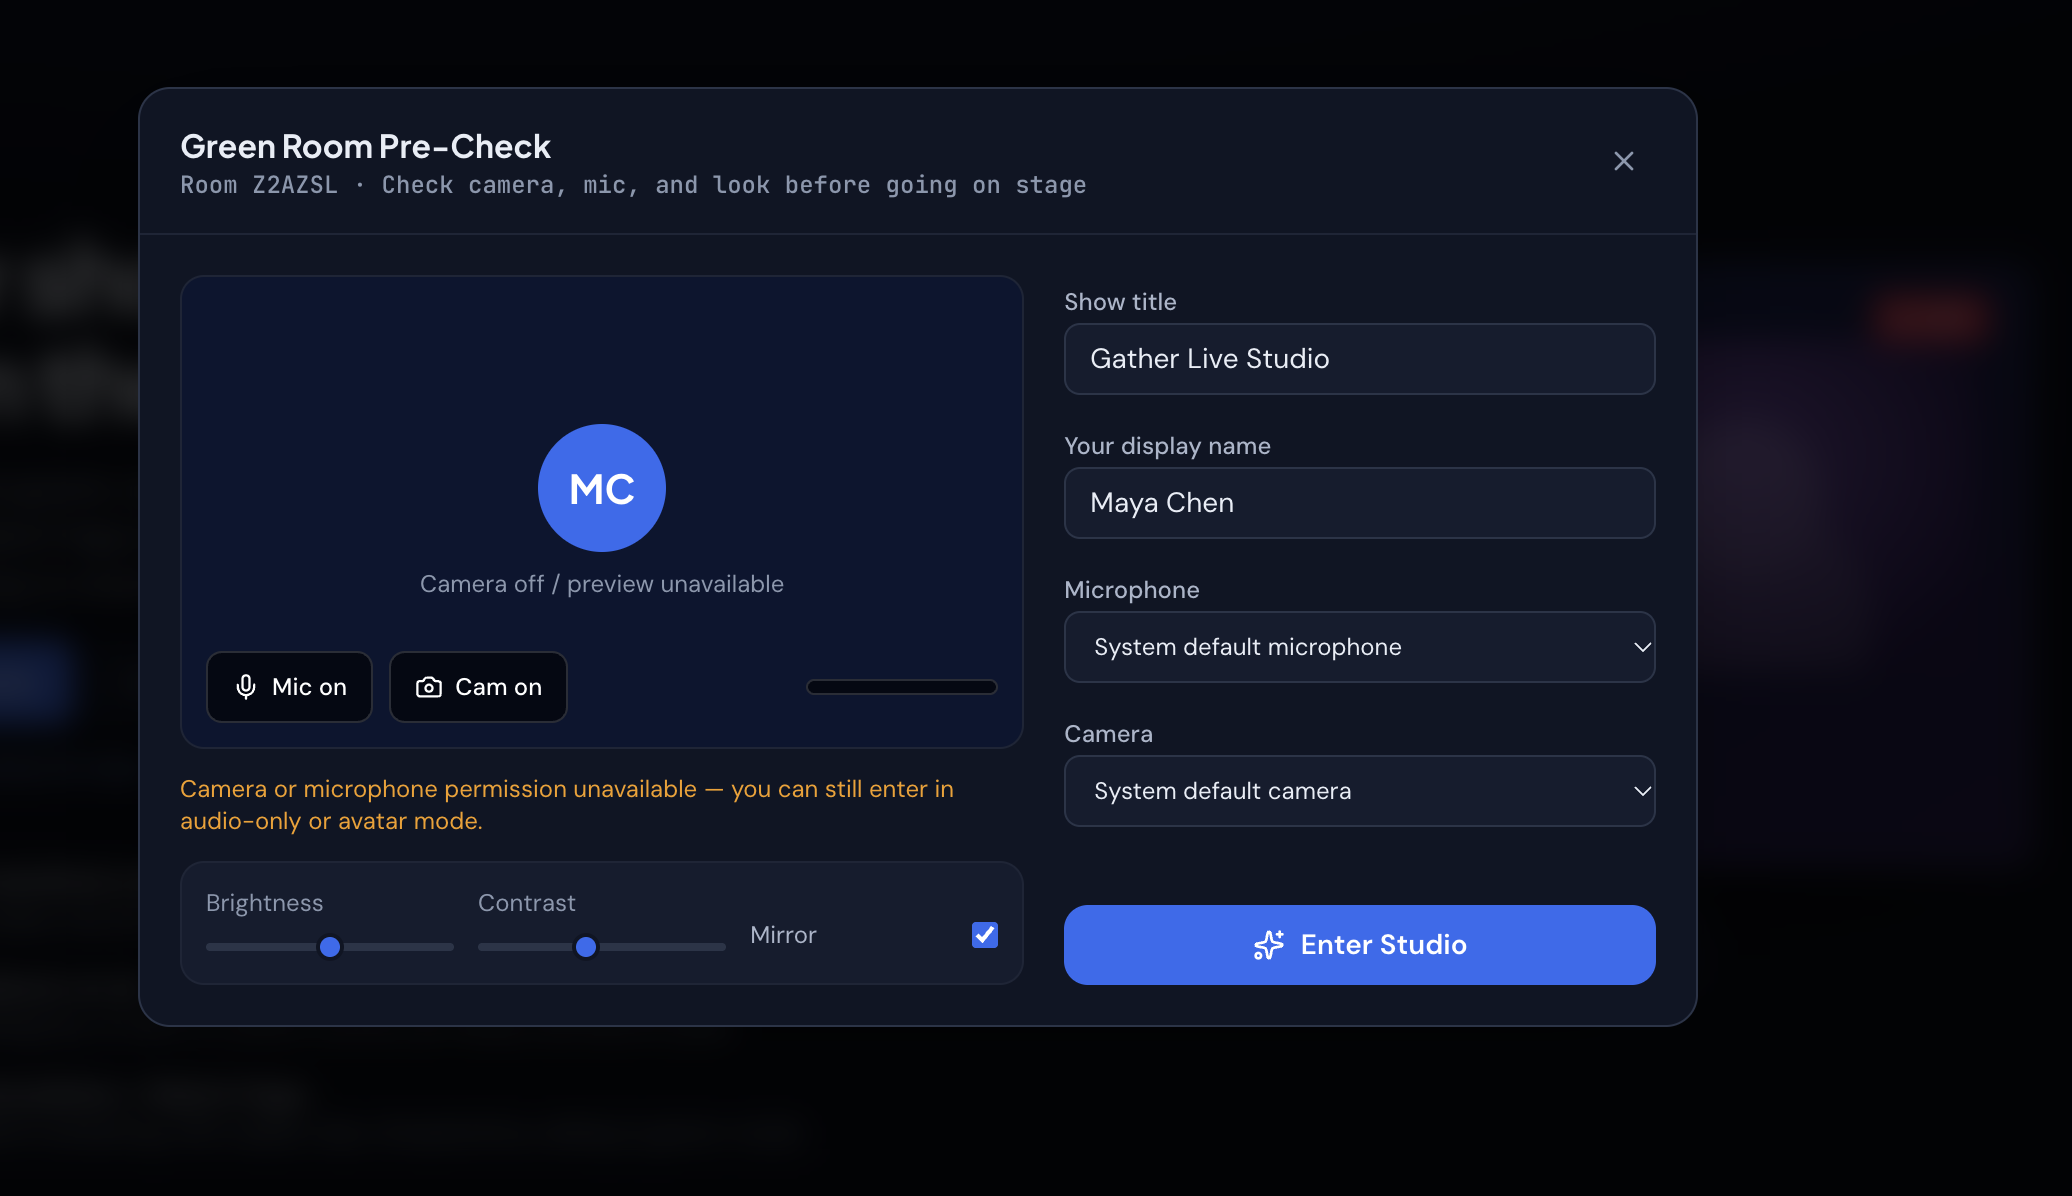 Green Room Pre-Check
Room Z2AZSL · Check camera, mic, and look before going on stage
MC
Camera off / preview unavailable
Mic on
Cam on
Camera or microphone permission unavailable — you can still enter in
audio-only or avatar mode.
Brightness
Contrast
Mirror
Show title
Gather Live Studio
Your display name
Maya Chen
Microphone
System default microphone
Camera
System default camera
Enter Studio